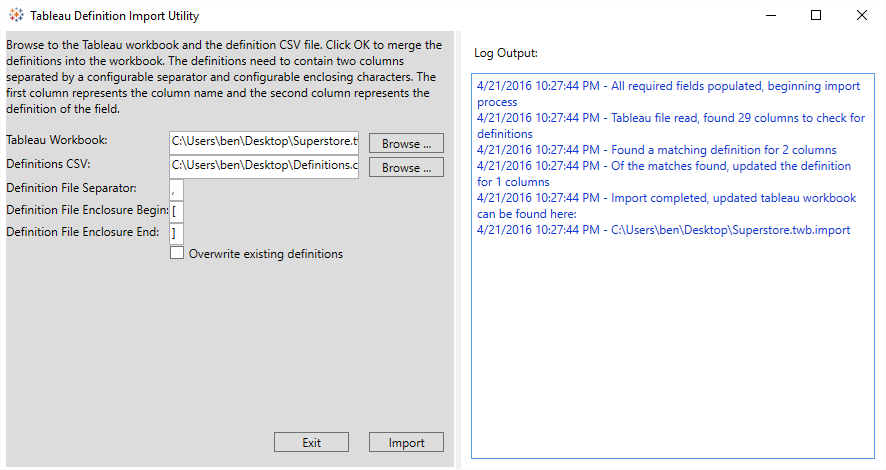 Tableau Definition Import Utility
Browse to the Tableau workbook and the definition CSV file. Click OK to merge the
definitions into the workbook. The definitions need to contain two columns
separated by a configurable separator and configurable enclosing characters. The
first column represents the column name and the second column represents the
definition of the field.
Tableau Workbook: C:\Users\ben\Desktop\Superstore.tv Browse ...
Definitions CSV: C:\Users\ben\Desktop\Definitions.c Browse ...
Definition File Separator: ,
Definition File Enclosure Begin: [
Definition File Enclosure End: ]
Overwrite existing definitions
Exit Import
Log Output:
4/21/2016 10:27:44 PM - All required fields populated, beginning import
process
4/21/2016 10:27:44 PM - Tableau file read, found 29 columns to check for
definitions
4/21/2016 10:27:44 PM - Found a matching definition for 2 columns
4/21/2016 10:27:44 PM - Of the matches found, updated the definition
for 1 columns
4/21/2016 10:27:44 PM - Import completed, updated tableau workbook
can be found here:
4/21/2016 10:27:44 PM - C:\Users\ben\Desktop\Superstore.twb.import